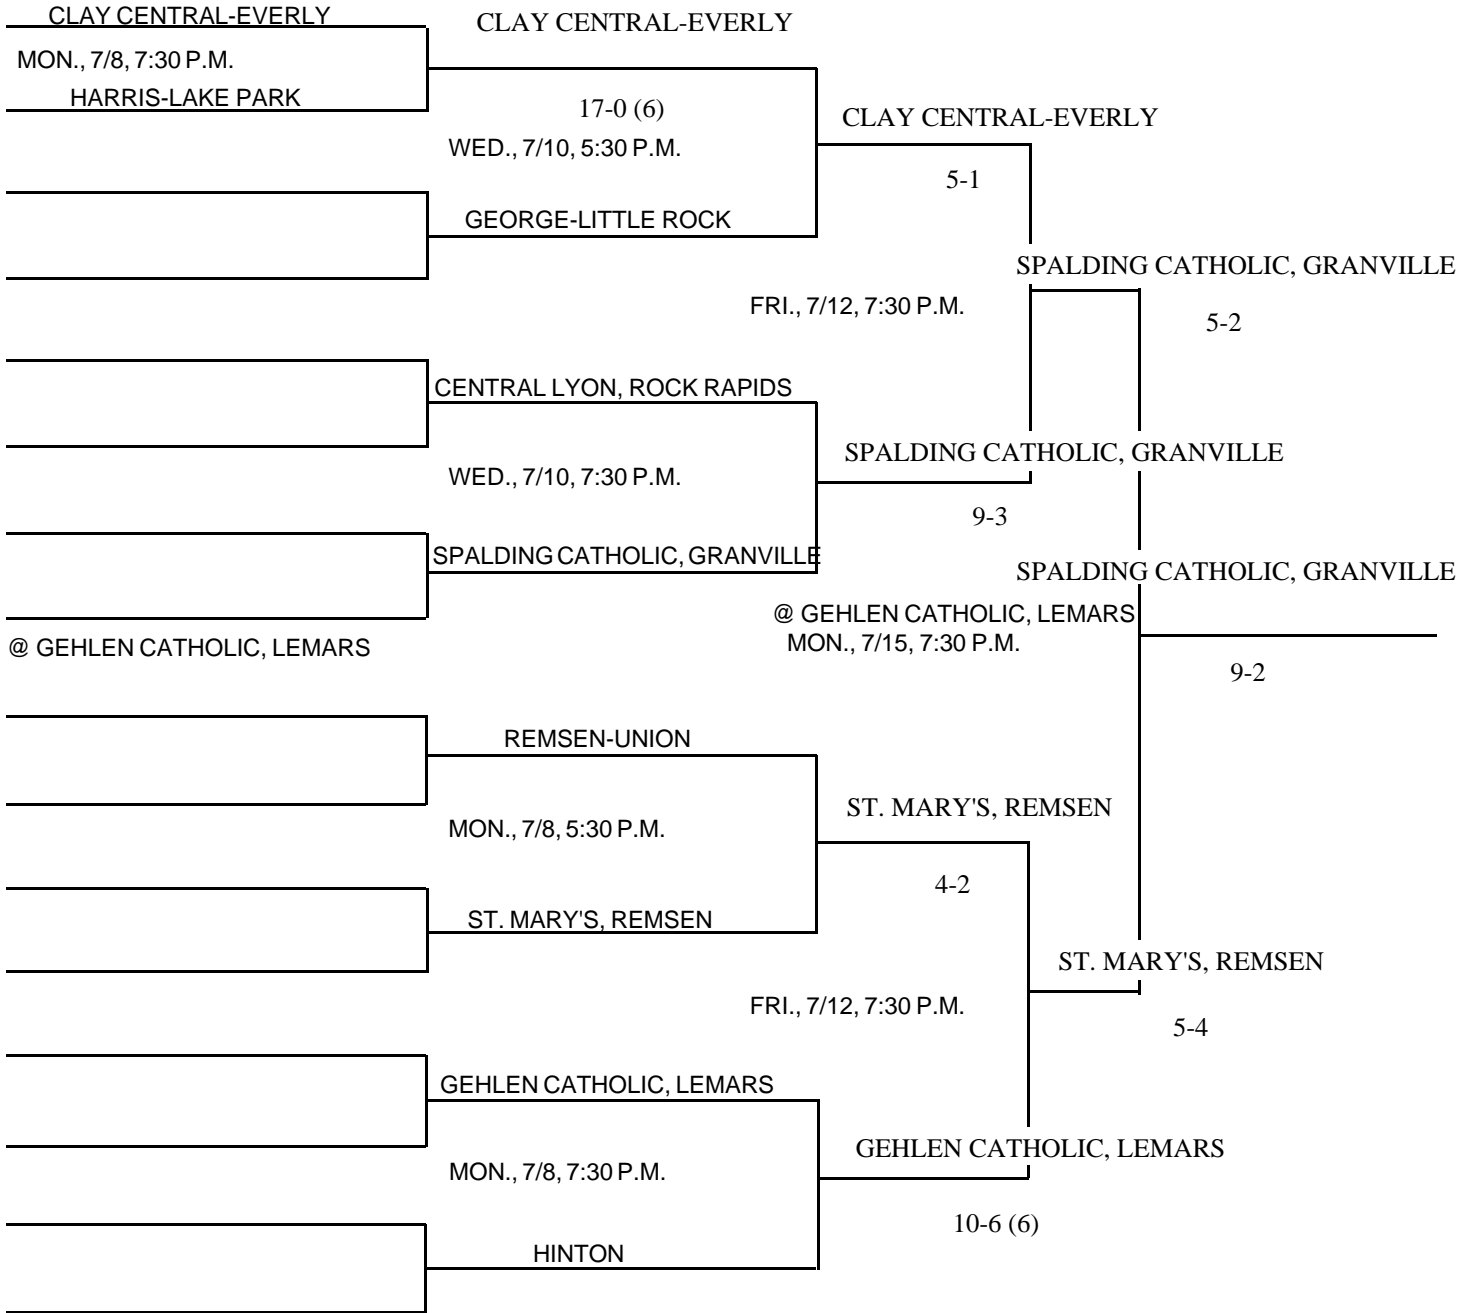 CLAY CENTRAL-EVERLY
CLAY CENTRAL-EVERLY
MON., 7/8, 7:30 P.M.
HARRIS-LAKE PARK
17-0 (6)
CLAY CENTRAL-EVERLY
WED., 7/10, 5:30 P.M.
5-1
GEORGE-LITTLE ROCK
SPALDING CATHOLIC, GRANVILLE
FRI., 7/12, 7:30 P.M.
5-2
CENTRAL LYON, ROCK RAPIDS
SPALDING CATHOLIC, GRANVILLE
WED., 7/10, 7:30 P.M.
9-3
SPALDING CATHOLIC, GRANVILLE
SPALDING CATHOLIC, GRANVILLE
@ GEHLEN CATHOLIC, LEMARS
MON., 7/15, 7:30 P.M.
@ GEHLEN CATHOLIC, LEMARS
9-2
REMSEN-UNION
ST. MARY'S, REMSEN
MON., 7/8, 5:30 P.M.
4-2
ST. MARY'S, REMSEN
ST. MARY'S, REMSEN
FRI., 7/12, 7:30 P.M.
5-4
GEHLEN CATHOLIC, LEMARS
GEHLEN CATHOLIC, LEMARS
MON., 7/8, 7:30 P.M.
10-6 (6)
HINTON